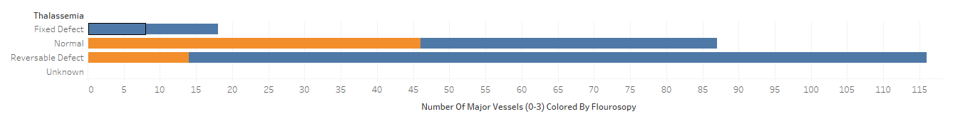 Thalassemia
Fixed Defect
Normal
Reversable Defect
Unknown
0 5 10 15 20 25 30 35 40 45 50 55 60 65 70 75 80 85 90 95 100 105 110 115
Number Of Major Vessels (0-3) Colored By Flourosopy